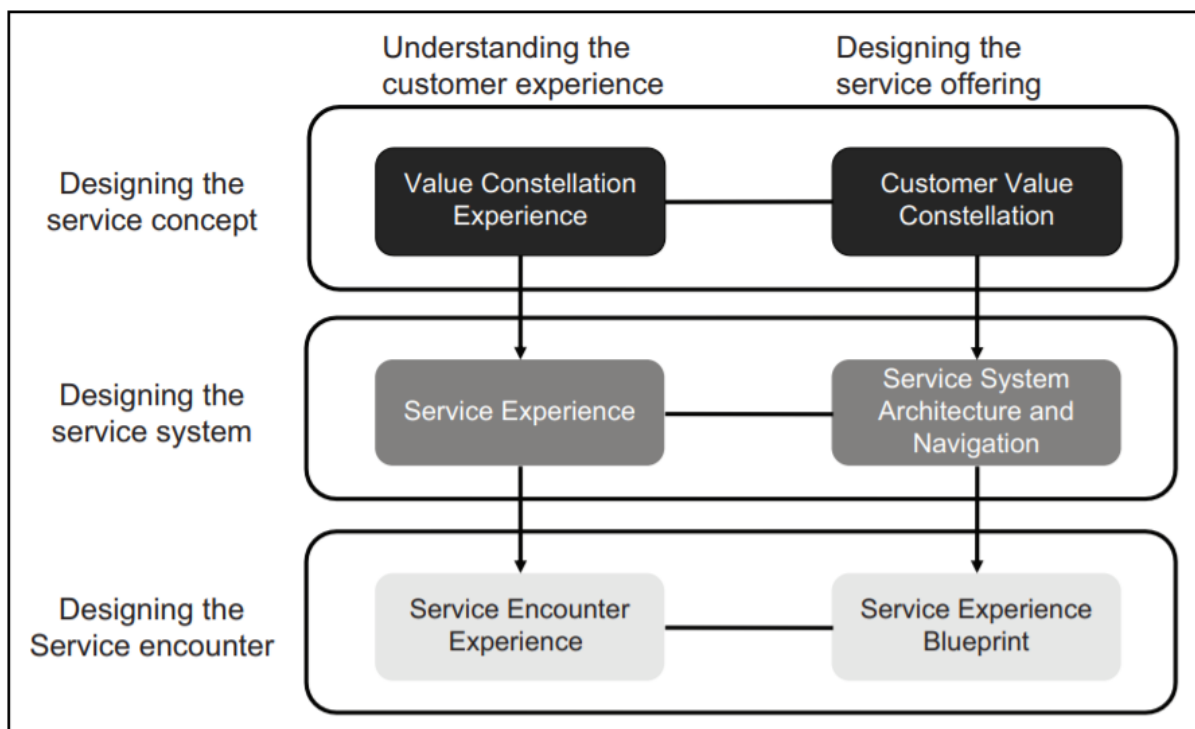 Understanding the
customer experience
Designing the
service offering
Designing the
service concept
Value Constellation
Experience
Customer Value
Constellation
Designing the
service system
Service Experience
Service System
Architecture and
Navigation
Designing the
Service encounter
Service Encounter
Experience
Service Experience
Blueprint